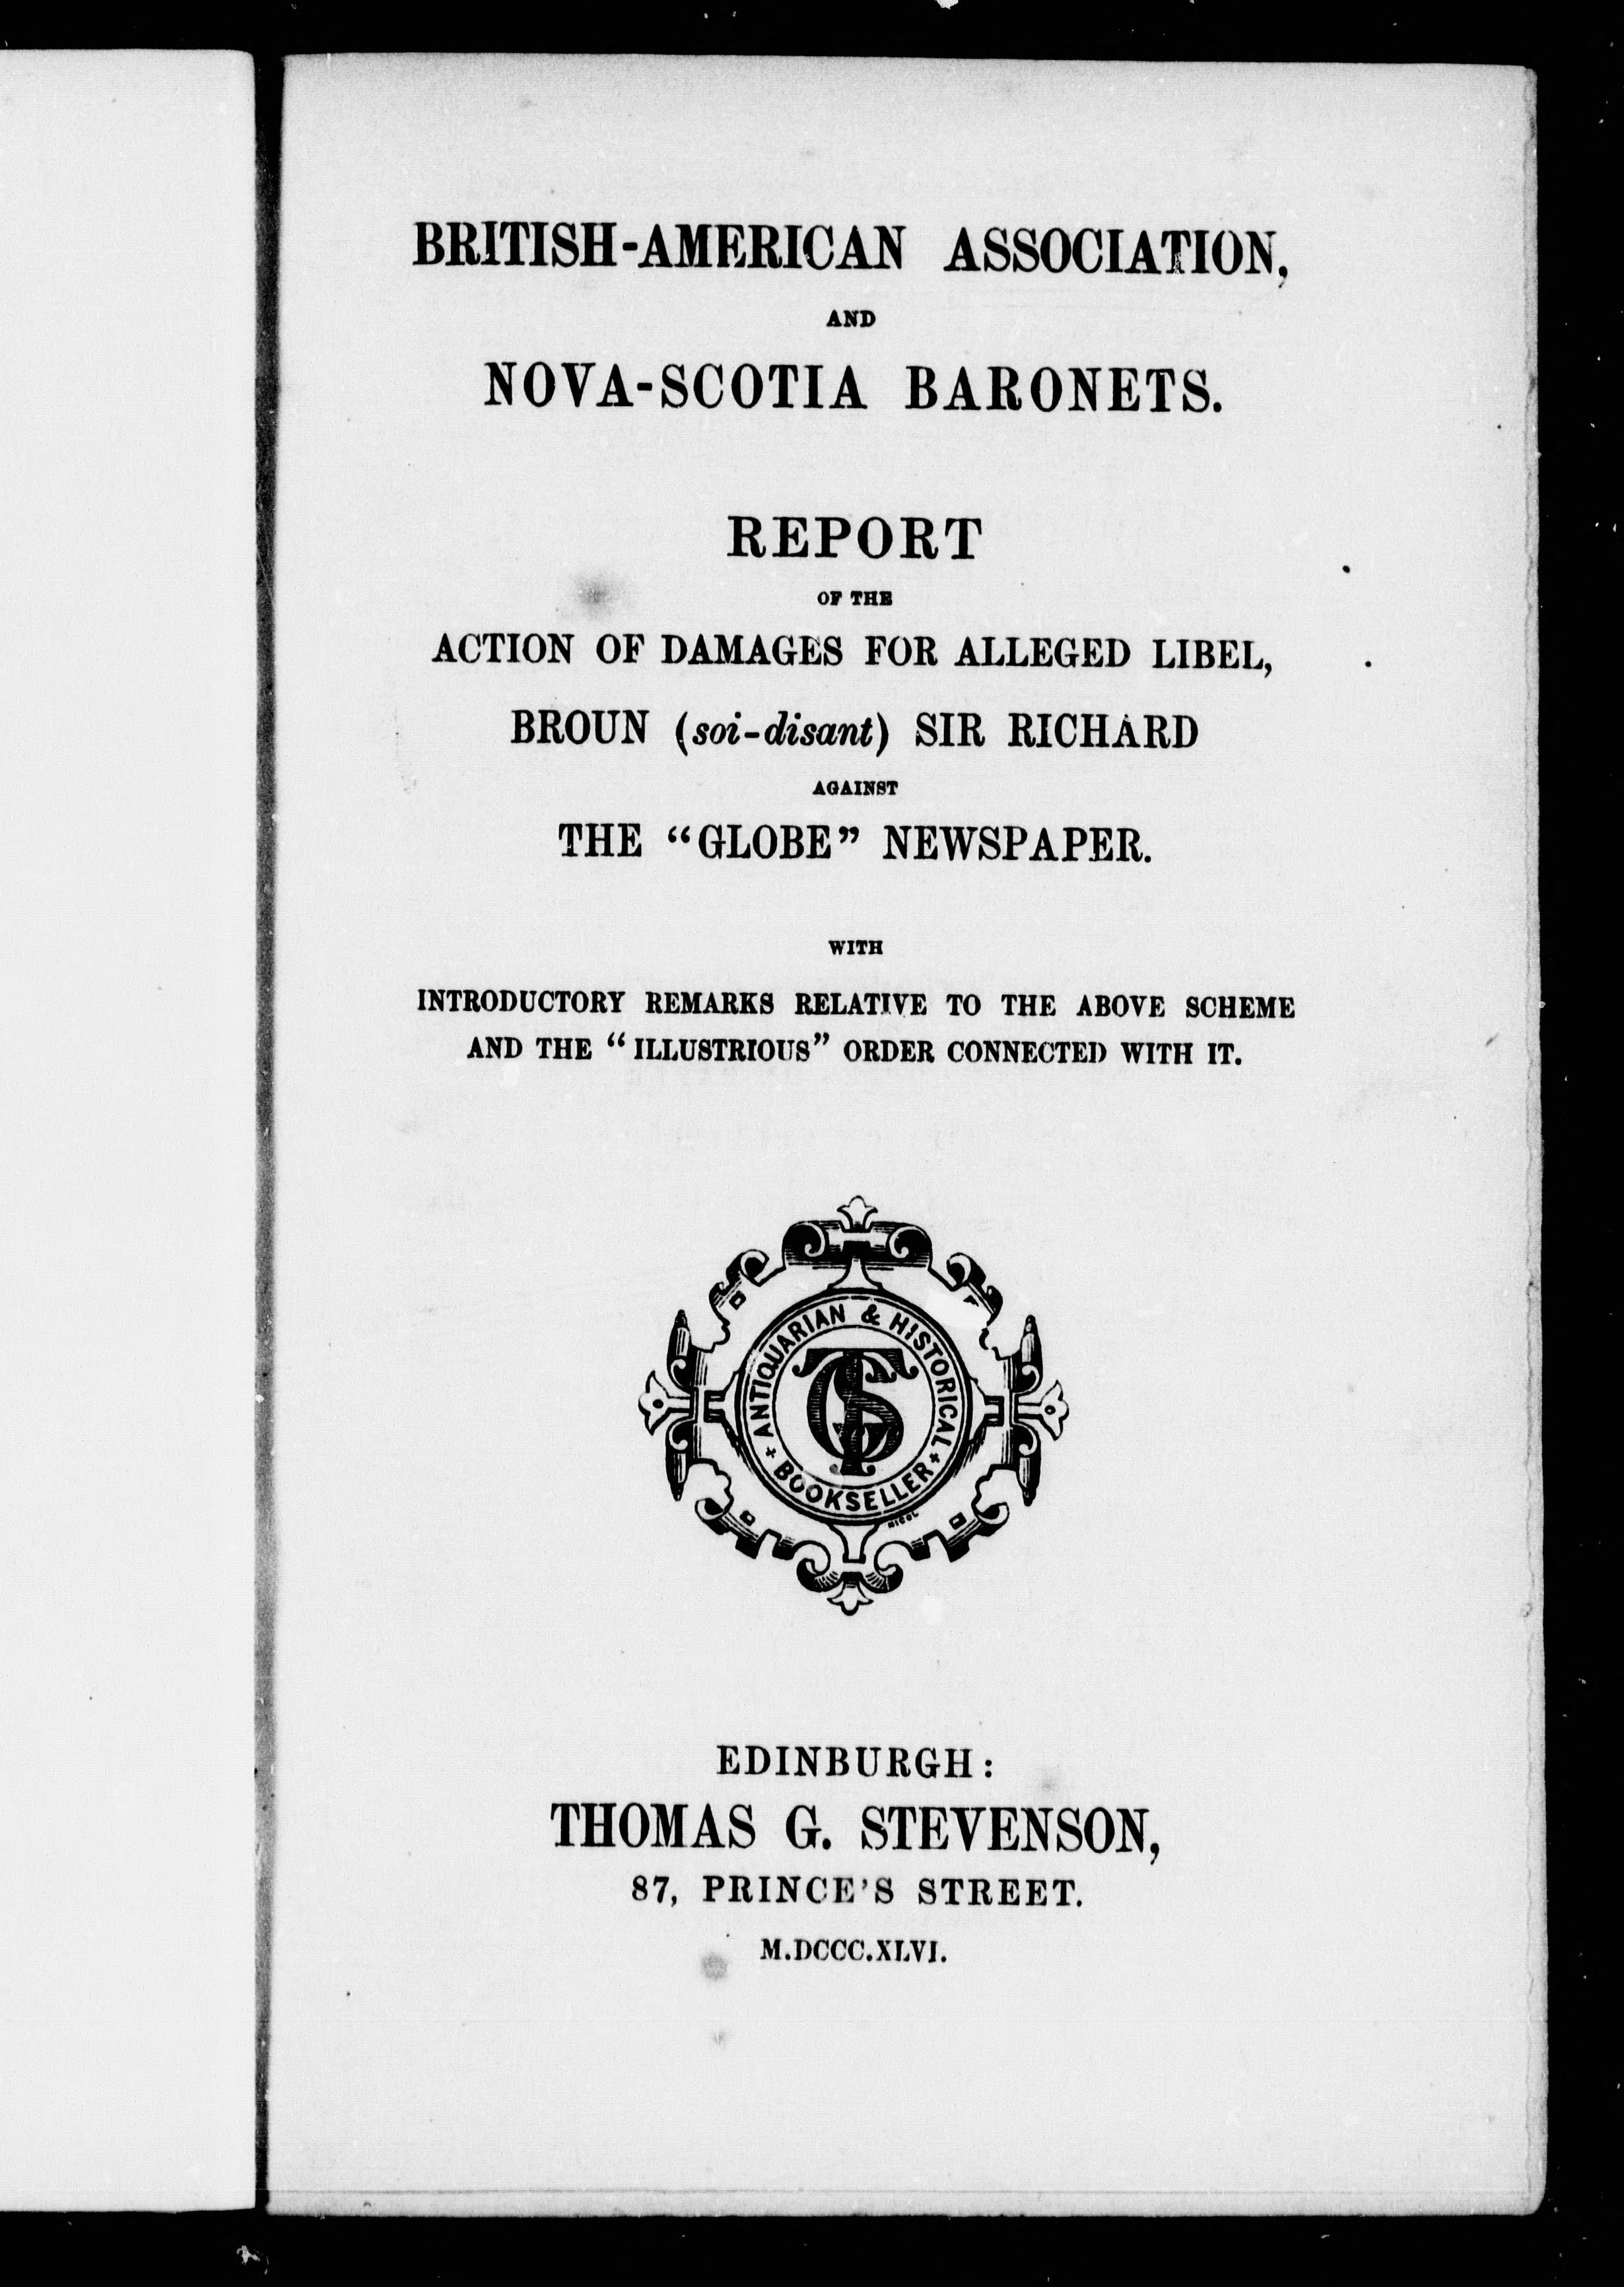 BRITISH-AMERICAN ASSOCIATION,
AND
NOVA-SCOTIA BARONETS.
REPORT
OF THE
ACTION OF DAMAGES FOR ALLEGED LIBEL,
BROUN (soi-disant) SIR RICHARD
AGAINST
THE “GLOBE” NEWSPAPER.
WITH
INTRODUCTORY REMARKS RELATIVE TO THE ABOVE SCHEME
AND THE “ILLUSTRIOUS” ORDER CONNECTED WITH IT.
ANTIQUARIAN & HISTORICAL
TGS
+ BOOKSELLER +
NICOL
EDINBURGH:
THOMAS G. STEVENSON,
87, PRINCE'S STREET.
M.DCCC.XLVI.